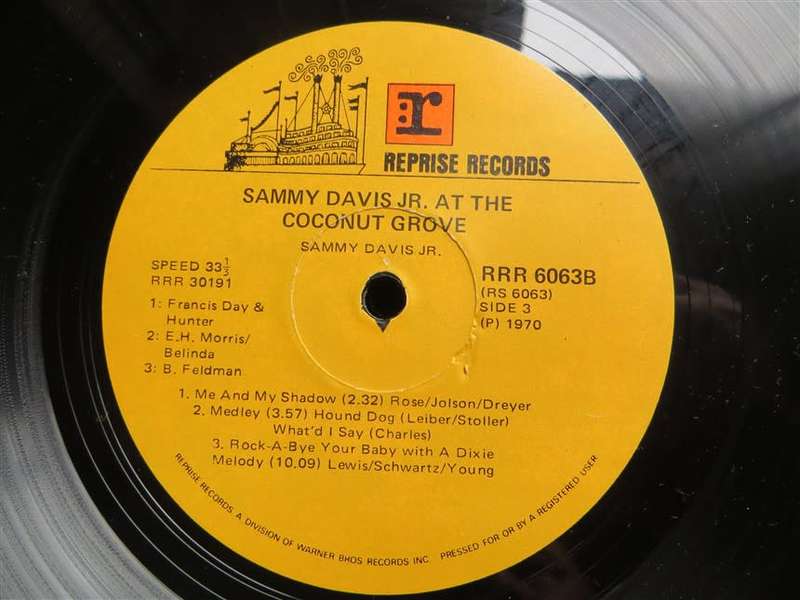 r
REPRISE RECORDS
SAMMY DAVIS JR. AT THE
COCONUT GROVE
SAMMY DAVIS JR.
SPEED 33⅓
RRR 30191
RRR 6063B
(RS 6063)
SIDE 3
(P) 1970
1: Francis Day &
Hunter
2: E.H. Morris/
Belinda
3: B. Feldman
1. Me And My Shadow (2.32) Rose/Jolson/Dreyer
2. Medley (3.57) Hound Dog (Leiber/Stoller)
What'd I Say (Charles)
3. Rock-A-Bye Your Baby with A Dixie
Melody (10.09) Lewis/Schwartz/Young
REPRISE RECORDS, A DIVISION OF WARNER BROS RECORDS INC. PRESSED FOR OR BY A REGISTERED USER